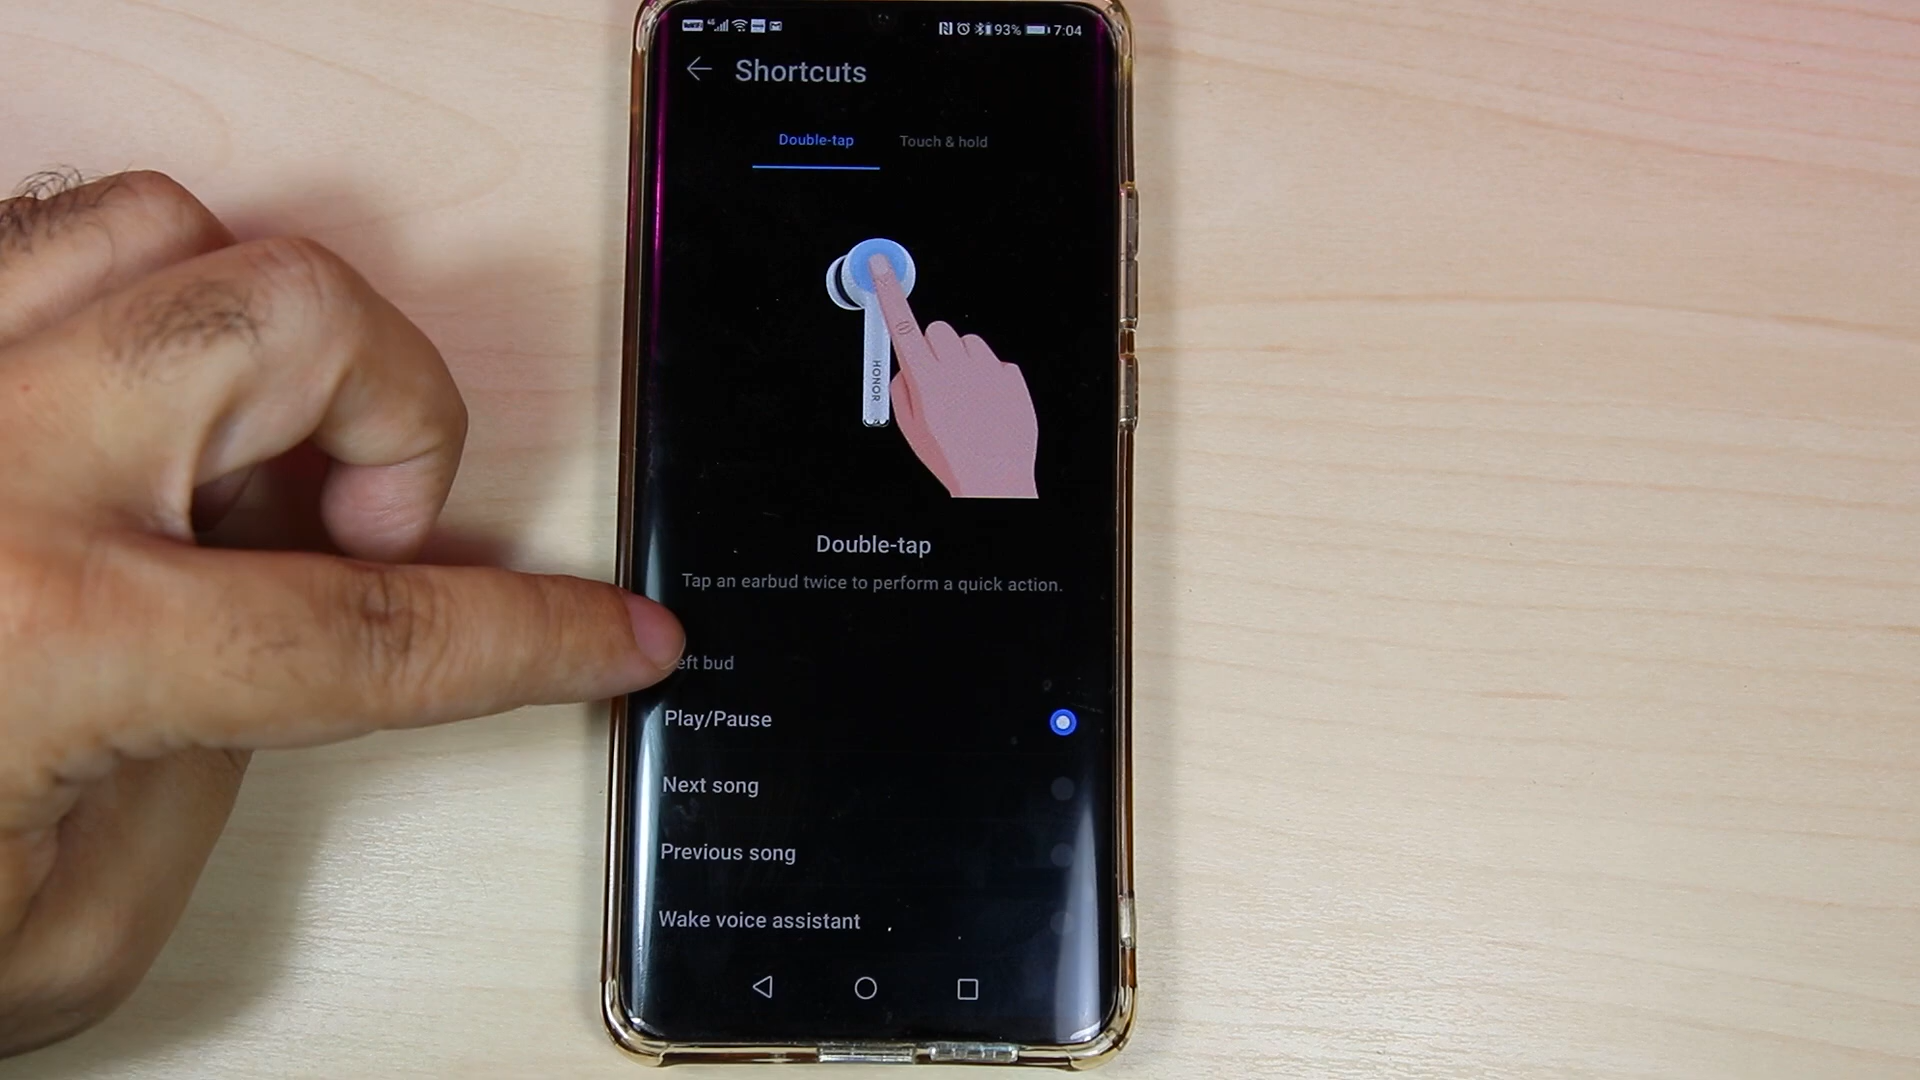 4G 93% 7:04
Shortcuts
Double-tap Touch & hold
HONOR
Double-tap
Tap an earbud twice to perform a quick action.
eft bud
Play/Pause
Next song
Previous song
Wake voice assistant